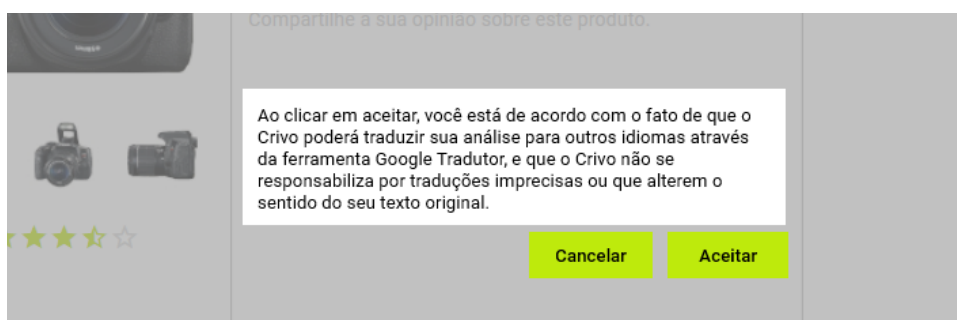 Compartilhe a sua opinião sobre este produto.
Ao clicar em aceitar, você está de acordo com o fato de que o
Crivo poderá traduzir sua análise para outros idiomas através
da ferramenta Google Tradutor, e que o Crivo não se
responsabiliza por traduções imprecisas ou que alterem o
sentido do seu texto original.
Cancelar
Aceitar